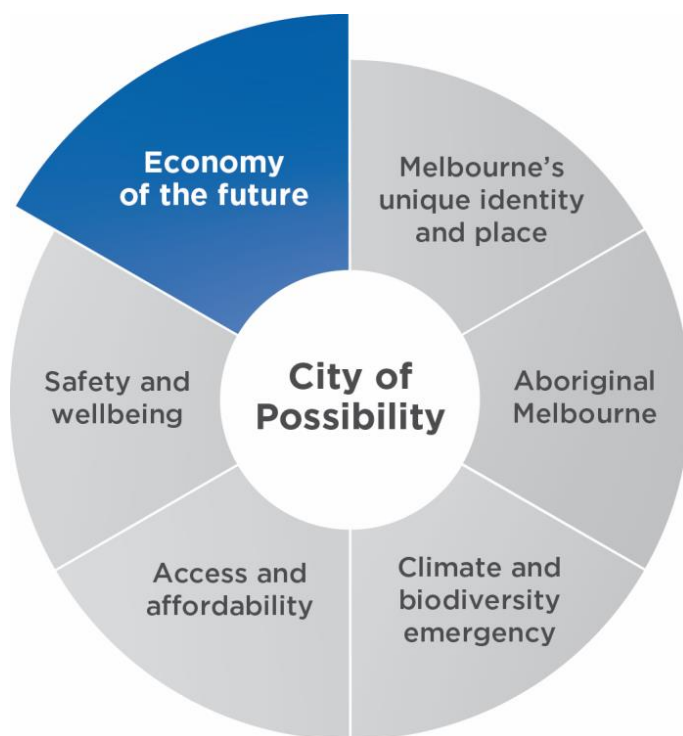 Economy
of the future
Melbourne’s
unique identity
and place
Aboriginal
Melbourne
Climate and
biodiversity
emergency
Access and
affordability
Safety and
wellbeing
City of
Possibility